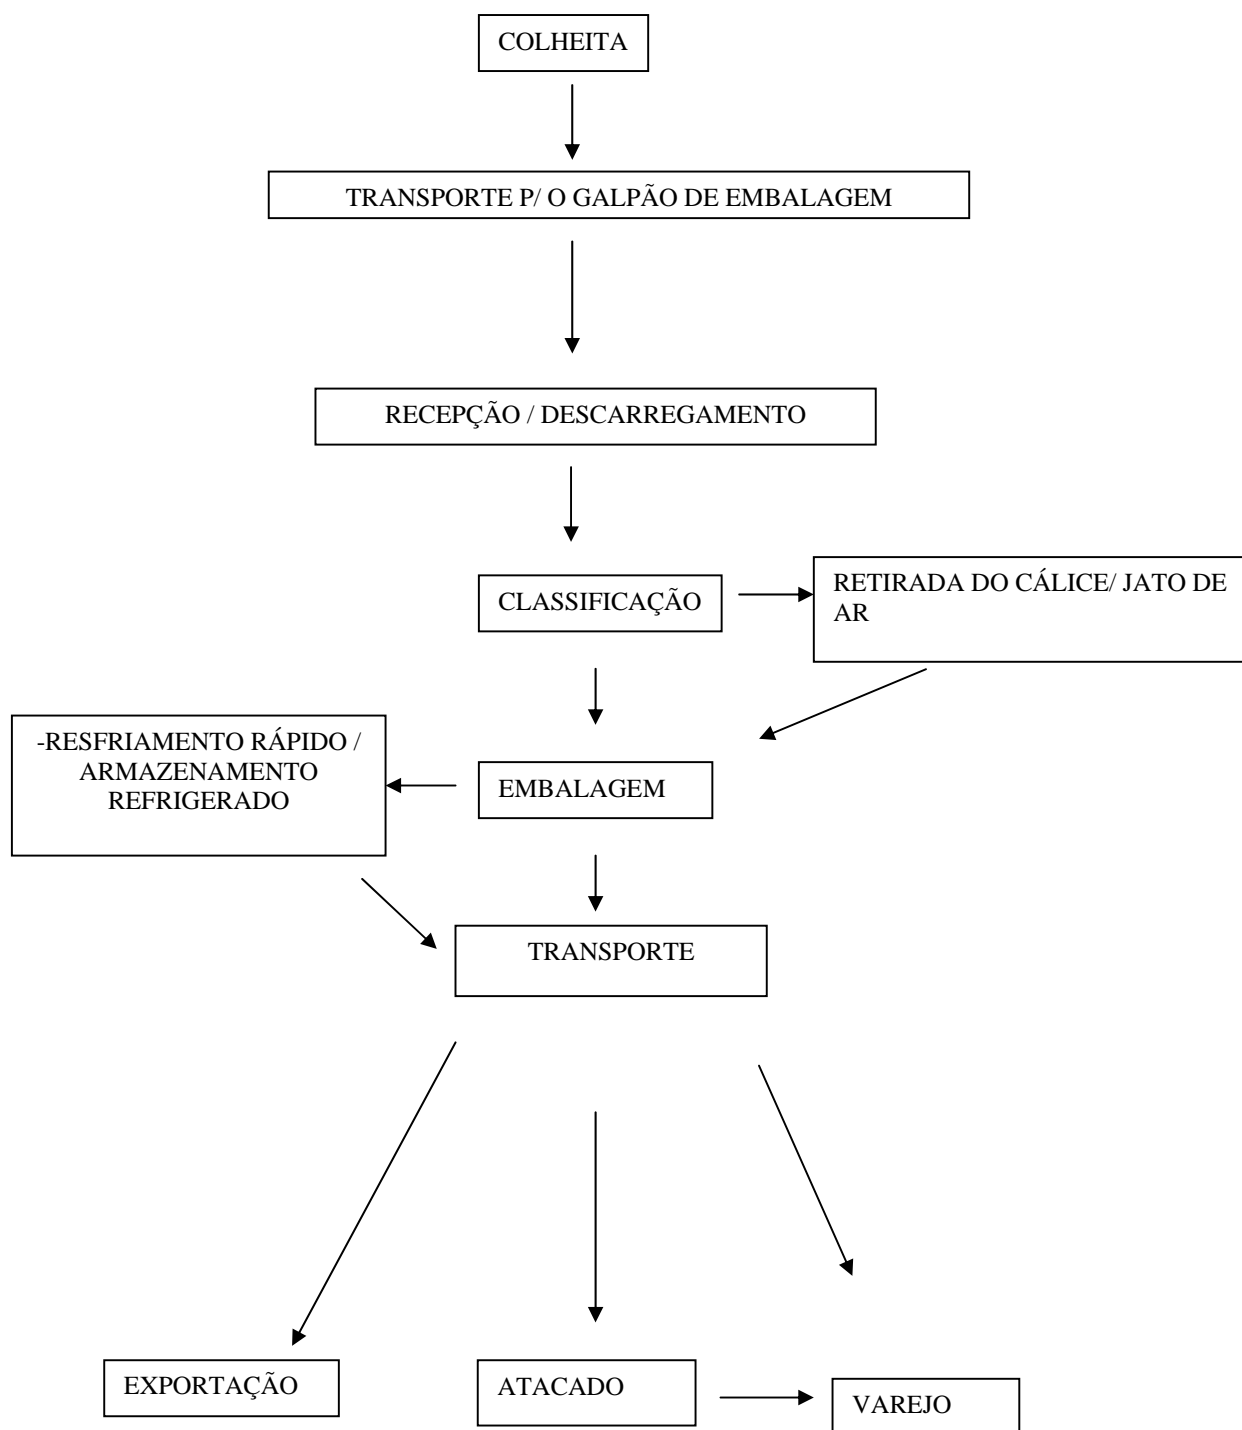 COLHEITA
TRANSPORTE P/ O GALPÃO DE EMBALAGEM
RECEPÇÃO / DESCARREGAMENTO
CLASSIFICAÇÃO
RETIRADA DO CÁLICE/ JATO DE
AR
-RESFRIAMENTO RÁPIDO /
ARMAZENAMENTO
REFRIGERADO
EMBALAGEM
TRANSPORTE
EXPORTAÇÃO
ATACADO
VAREJO